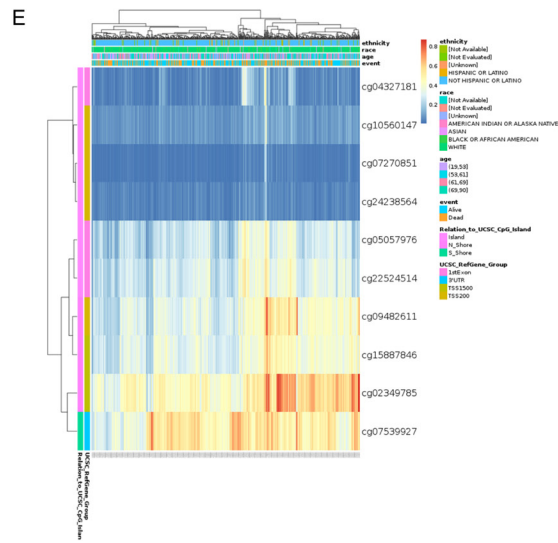 E
ethnicity
race
age
event
cg04327181
cg10560147
cg07270851
cg24238564
cg05057976
cg22524514
cg09482611
cg15887846
cg02349785
cg07539927
0.8
0.6
0.4
0.2
ethnicity
[Not Available]
[Not Evaluated]
[Unknown]
HISPANIC OR LATINO
NOT HISPANIC OR LATINO
race
[Not Available]
[Not Evaluated]
[Unknown]
AMERICAN INDIAN OR ALASKA NATIVE
ASIAN
BLACK OR AFRICAN AMERICAN
WHITE
age
(19,53]
(53,61]
(61,69]
(69,90]
event
Alive
Dead
Relation_to_UCSC_CpG_Island
Island
N_Shore
S_Shore
UCSC_RefGene_Group
1stExon
3'UTR
TSS1500
TSS200
UCSC_RefGene_Group
Relation_to_UCSC_CpG_Islan